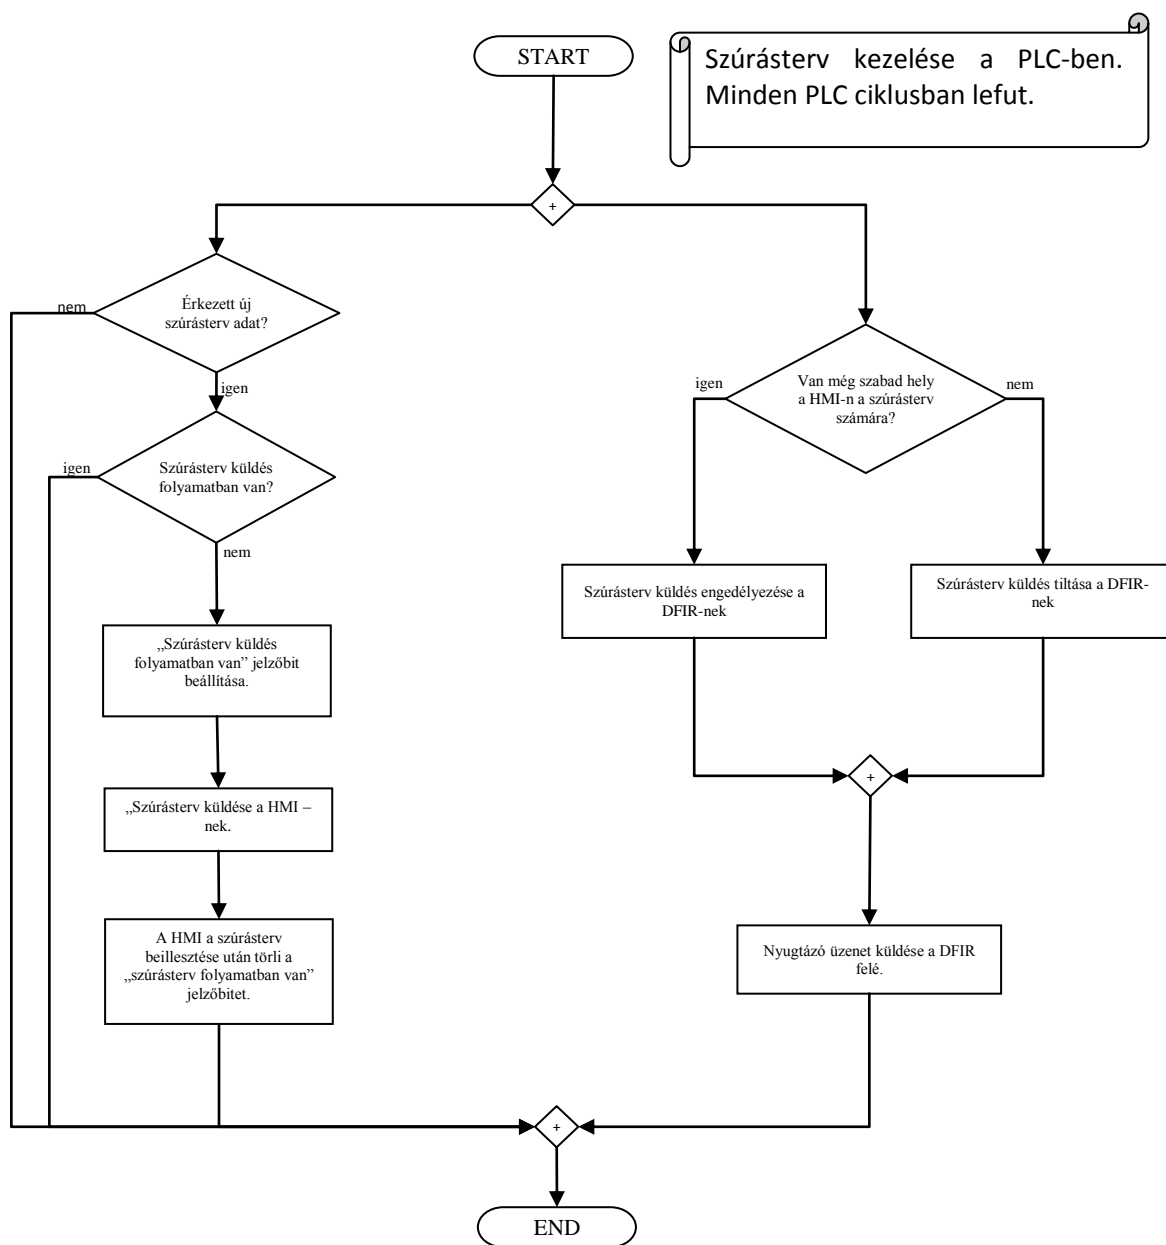 START
Szúrásterv kezelése a PLC-ben.
Minden PLC ciklusban lefut.
+
nem
Érkezett új
szúrásterv adat?
igen
igen
Szúrásterv küldés
folyamatban van?
nem
„Szúrásterv küldés
folyamatban van” jelzőbit
beállítása.
„Szúrásterv küldése a HMI –
nek.
A HMI a szúrásterv
beillesztése után törli a
„szúrásterv folyamatban van”
jelzőbitet.
igen
Van még szabad hely
a HMI-n a szúrásterv
számára?
nem
Szúrásterv küldés engedélyezése a
DFIR-nek
Szúrásterv küldés tiltása a DFIR-
nek
+
Nyugtázó üzenet küldése a DFIR
felé.
+
END